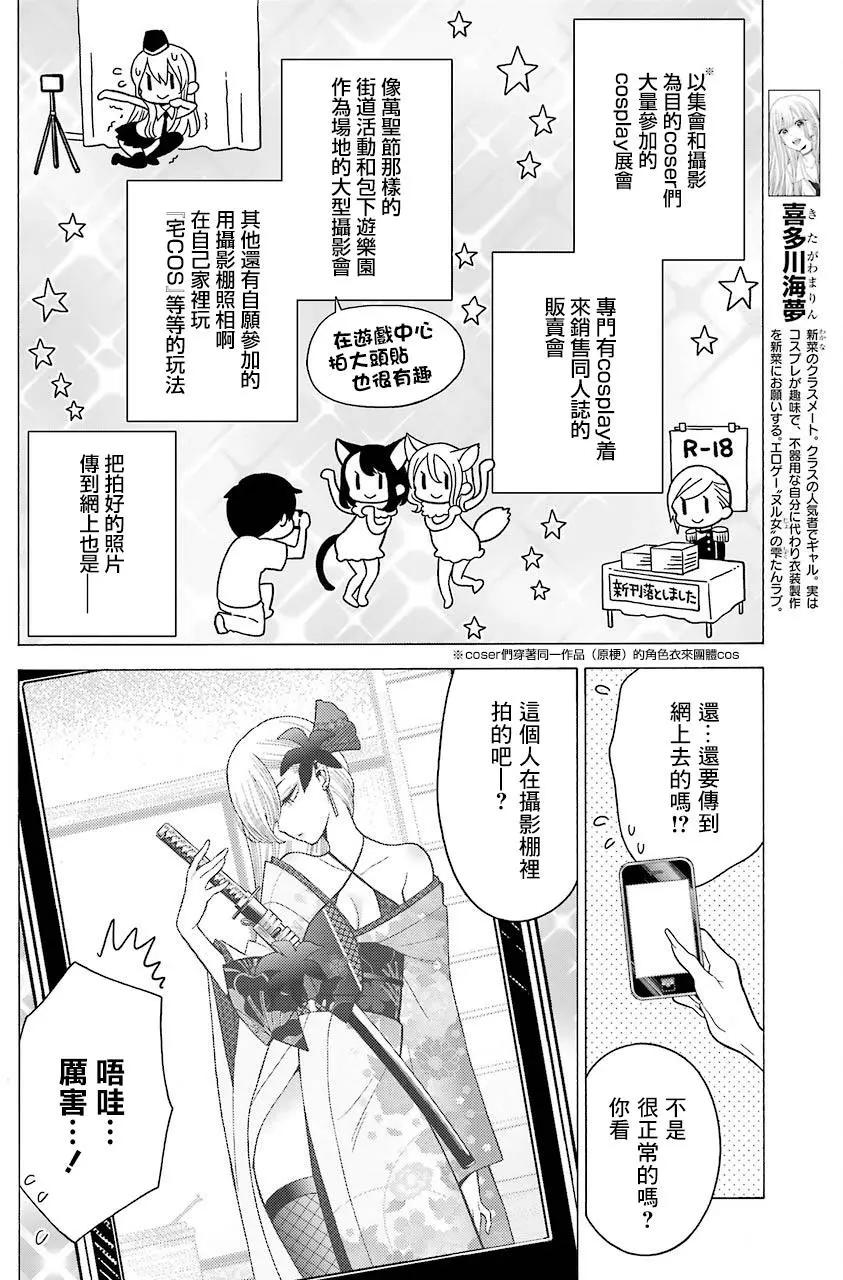 喜多川海夢
きたがわまりん
新菜のクラスメート。クラスの人気者でギャル。実は
わかな
コスプレが趣味で、不器用な自分に代わり衣装製作
を新菜にお願いする。エロゲー〝ヌル女〟の雫たんラブ。
※以集會和攝影
為目的coser們
大量參加的
cosplay展會
專門有cosplay着
來銷售同人誌的
販賣會
R-18
新刊落としました
像萬聖節那樣的
街道活動和包下遊樂園
作為場地的大型攝影會
在遊戲中心
拍大頭貼
也很有趣
其他還有自願參加的
用攝影棚照相啊
在自己家裡玩
『宅COS』等等的玩法
把拍好的照片
傳到網上也是——
※coser們穿著同一作品（原梗）的角色衣來團體cos
還…還要傳到
網上去的嗎!?
不是
很正常的嗎?
你看
這個人在攝影棚裡
拍的吧—?
唔哇…
厲害…!